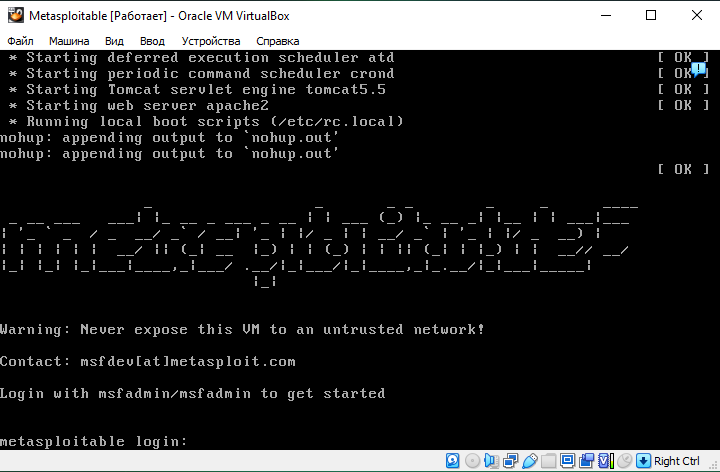 Metasploitable [Работает] - Oracle VM VirtualBox
Файл Машина Вид Ввод Устройства Справка
* Starting deferred execution scheduler atd [ OK ]
* Starting periodic command scheduler crond [ OK ]
* Starting Tomcat servlet engine tomcat5.5 [ OK ]
* Starting web server apache2 [ OK ]
* Running local boot scripts (/etc/rc.local)
nohup: appending output to `nohup.out'
nohup: appending output to `nohup.out'
[ OK ]
metasploitable2
Warning: Never expose this VM to an untrusted network!
Contact: msfdev[at]metasploit.com
Login with msfadmin/msfadmin to get started
metasploitable login:
Right Ctrl